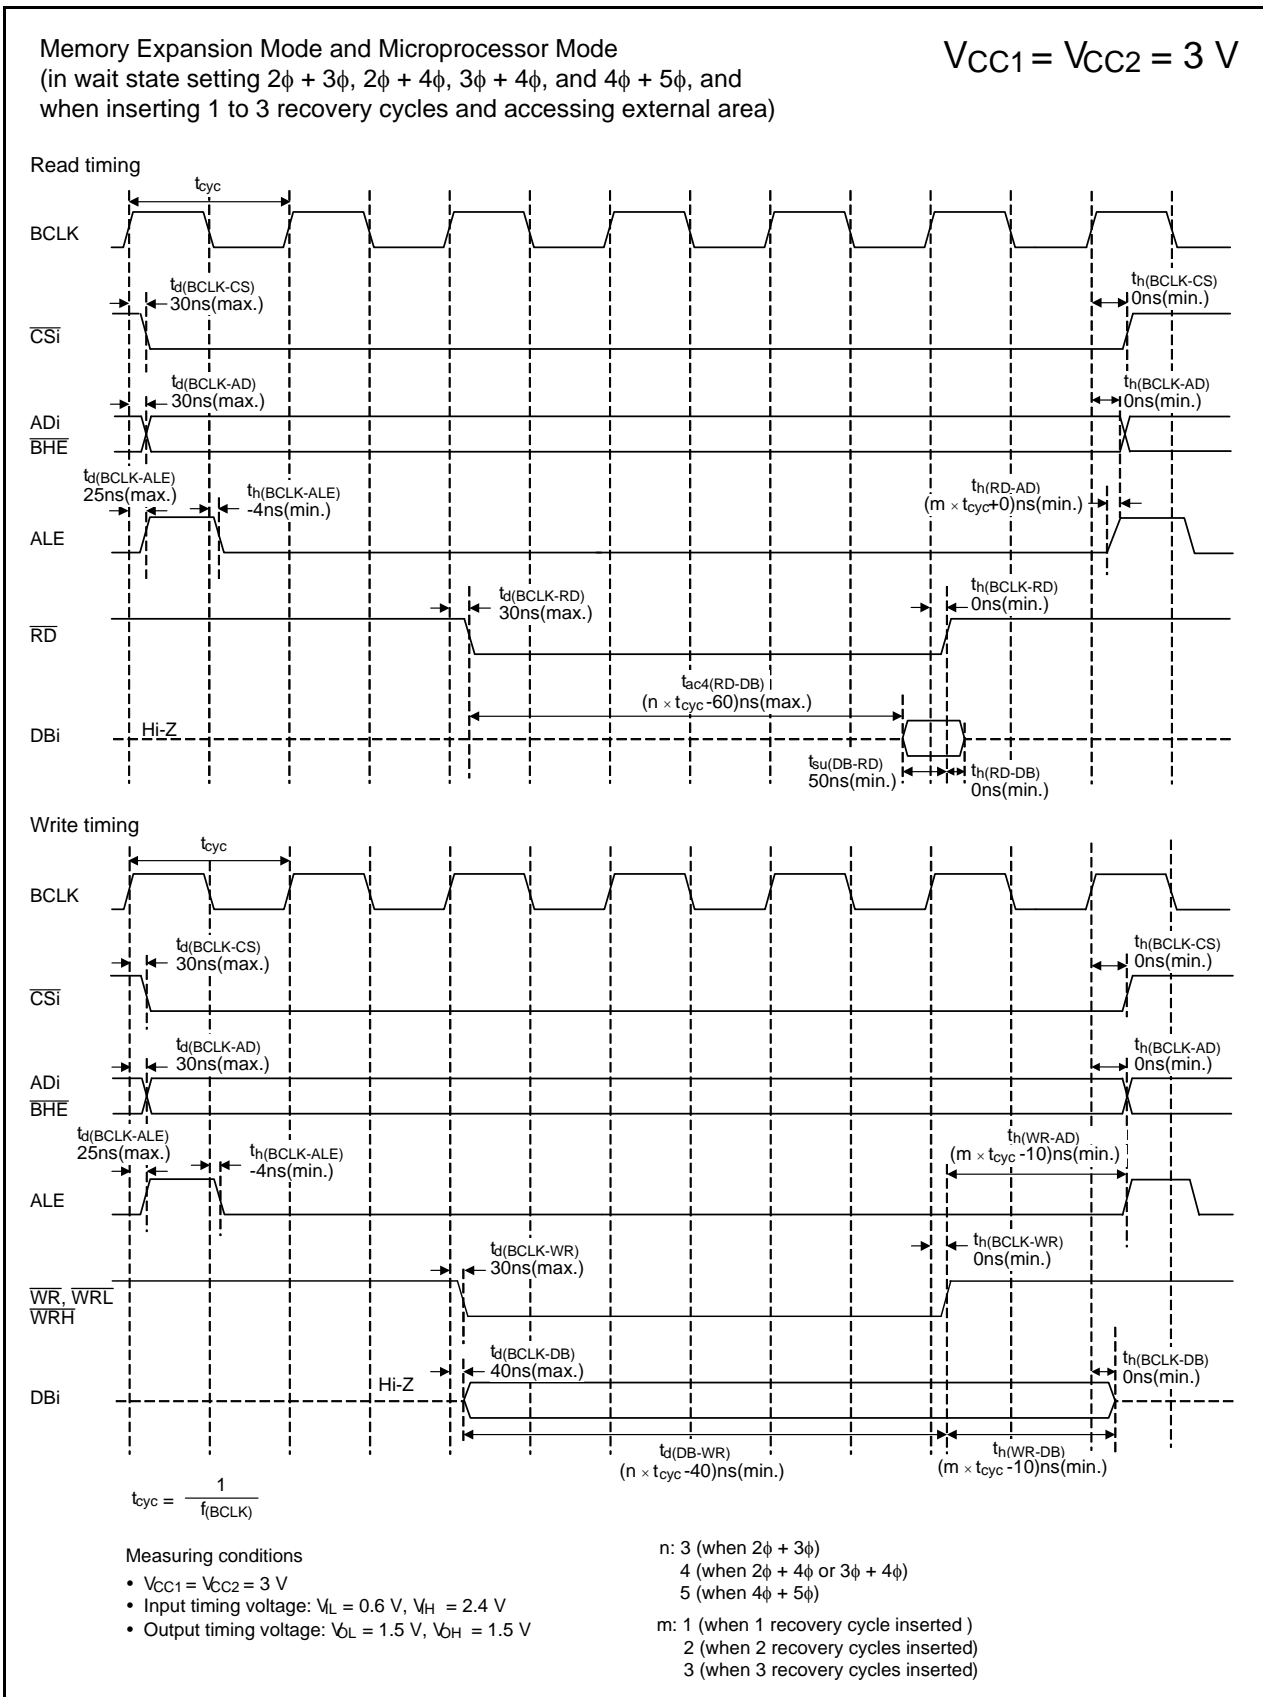 Memory Expansion Mode and Microprocessor Mode
(in wait state setting 2ϕ + 3ϕ, 2ϕ + 4ϕ, 3ϕ + 4ϕ, and 4ϕ + 5ϕ, and
when inserting 1 to 3 recovery cycles and accessing external area)
VCC1 = VCC2 = 3 V
Read timing
tcyc
BCLK
td(BCLK-CS)
30ns(max.)
th(BCLK-CS)
0ns(min.)
CSi
td(BCLK-AD)
30ns(max.)
th(BCLK-AD)
0ns(min.)
ADi
BHE
td(BCLK-ALE)
25ns(max.)
th(BCLK-ALE)
-4ns(min.)
th(RD-AD)
(m × tcyc+0)ns(min.)
ALE
td(BCLK-RD)
30ns(max.)
th(BCLK-RD)
0ns(min.)
RD
tac4(RD-DB)
(n × tcyc -60)ns(max.)
Hi-Z
DBi
tsu(DB-RD)
50ns(min.)
th(RD-DB)
0ns(min.)
Write timing
tcyc
BCLK
td(BCLK-CS)
30ns(max.)
th(BCLK-CS)
0ns(min.)
CSi
td(BCLK-AD)
30ns(max.)
th(BCLK-AD)
0ns(min.)
ADi
BHE
td(BCLK-ALE)
25ns(max.)
th(BCLK-ALE)
-4ns(min.)
th(WR-AD)
(m × tcyc -10)ns(min.)
ALE
td(BCLK-WR)
30ns(max.)
th(BCLK-WR)
0ns(min.)
WR, WRL
WRH
td(BCLK-DB)
40ns(max.)
th(BCLK-DB)
0ns(min.)
Hi-Z
DBi
td(DB-WR)
(n × tcyc -40)ns(min.)
th(WR-DB)
(m × tcyc -10)ns(min.)
tcyc = 1
f(BCLK)
Measuring conditions
• VCC1 = VCC2 = 3 V
• Input timing voltage: VIL = 0.6 V, VIH = 2.4 V
• Output timing voltage: VOL = 1.5 V, VOH = 1.5 V
n: 3 (when 2ϕ + 3ϕ)
4 (when 2ϕ + 4ϕ or 3ϕ + 4ϕ)
5 (when 4ϕ + 5ϕ)
m: 1 (when 1 recovery cycle inserted )
2 (when 2 recovery cycles inserted)
3 (when 3 recovery cycles inserted)